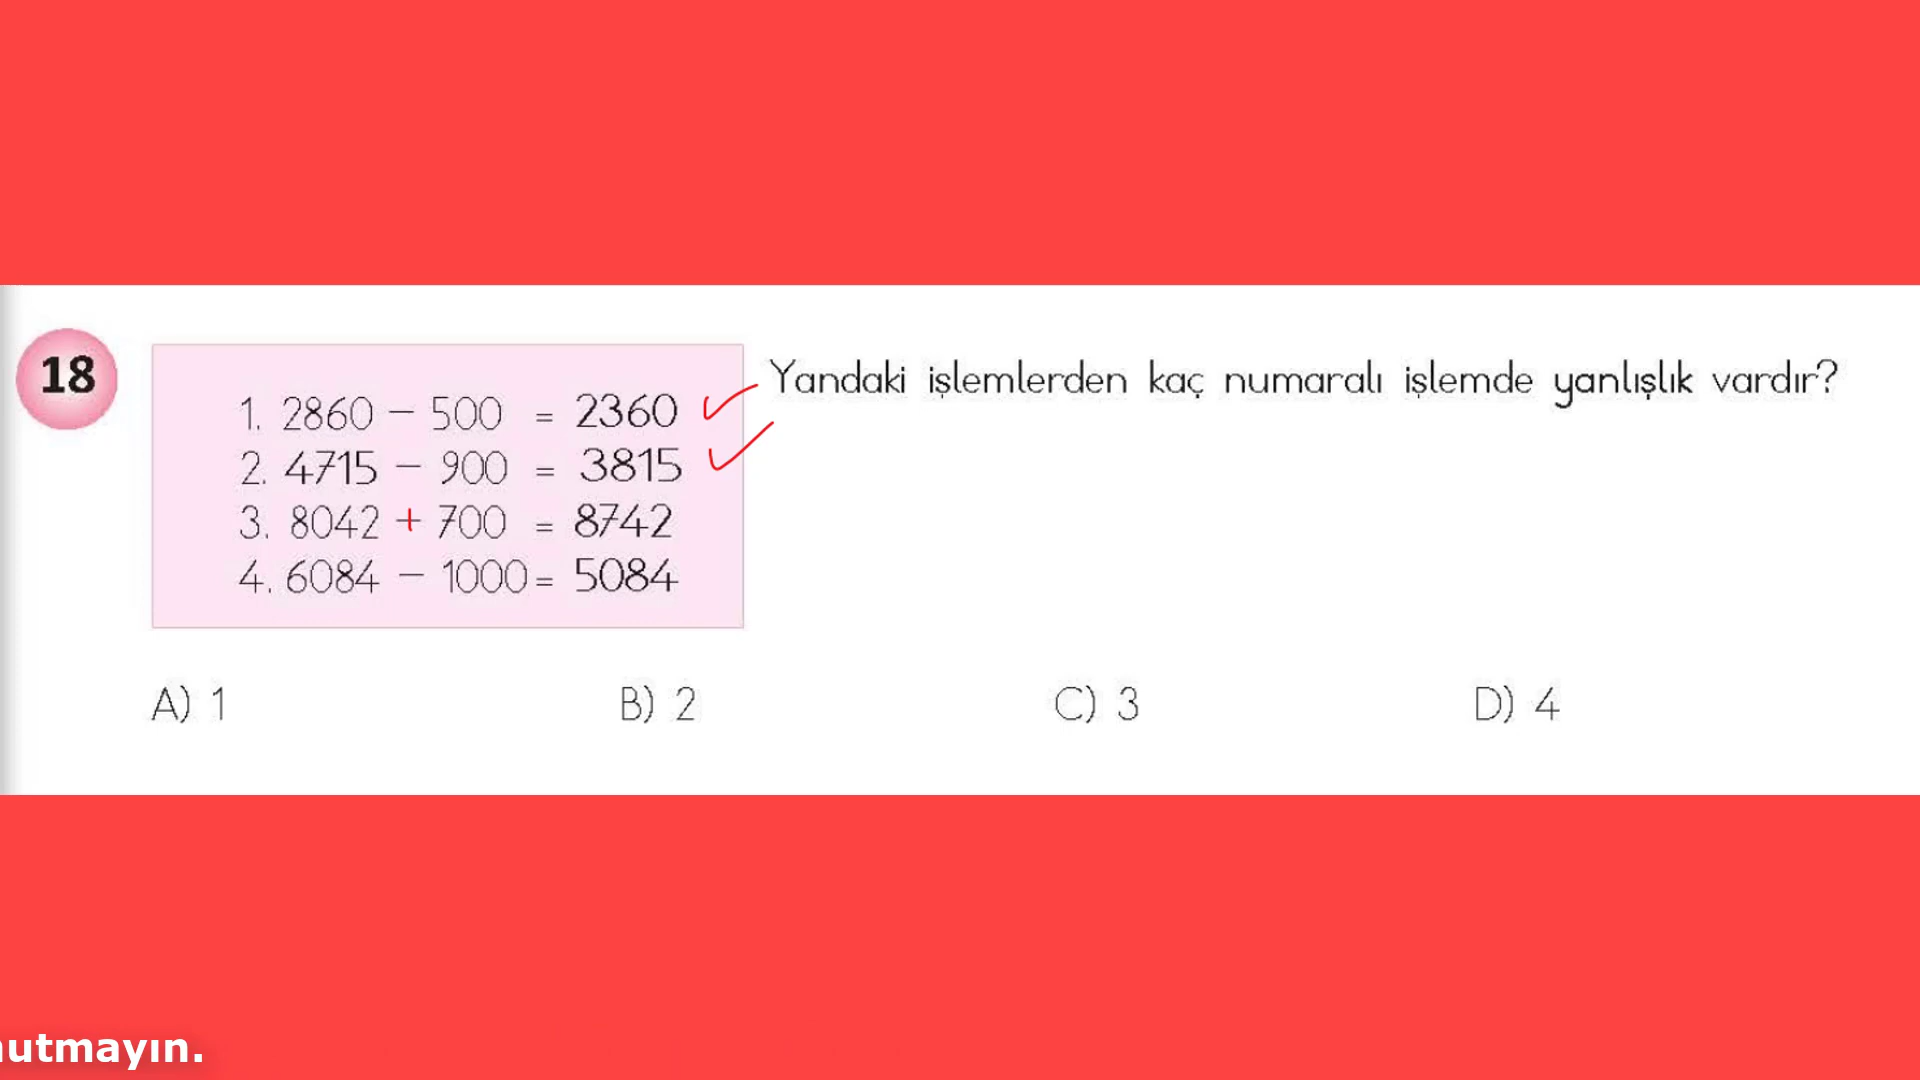 18
Yandaki işlemlerden kaç numaralı işlemde yanlışlık vardır?
1. 2860 – 500 = 2360
2. 4715 – 900 = 3815
3. 8042 + 700 = 8742
4. 6084 – 1000 = 5084
A) 1 B) 2 C) 3 D) 4
utmayın.